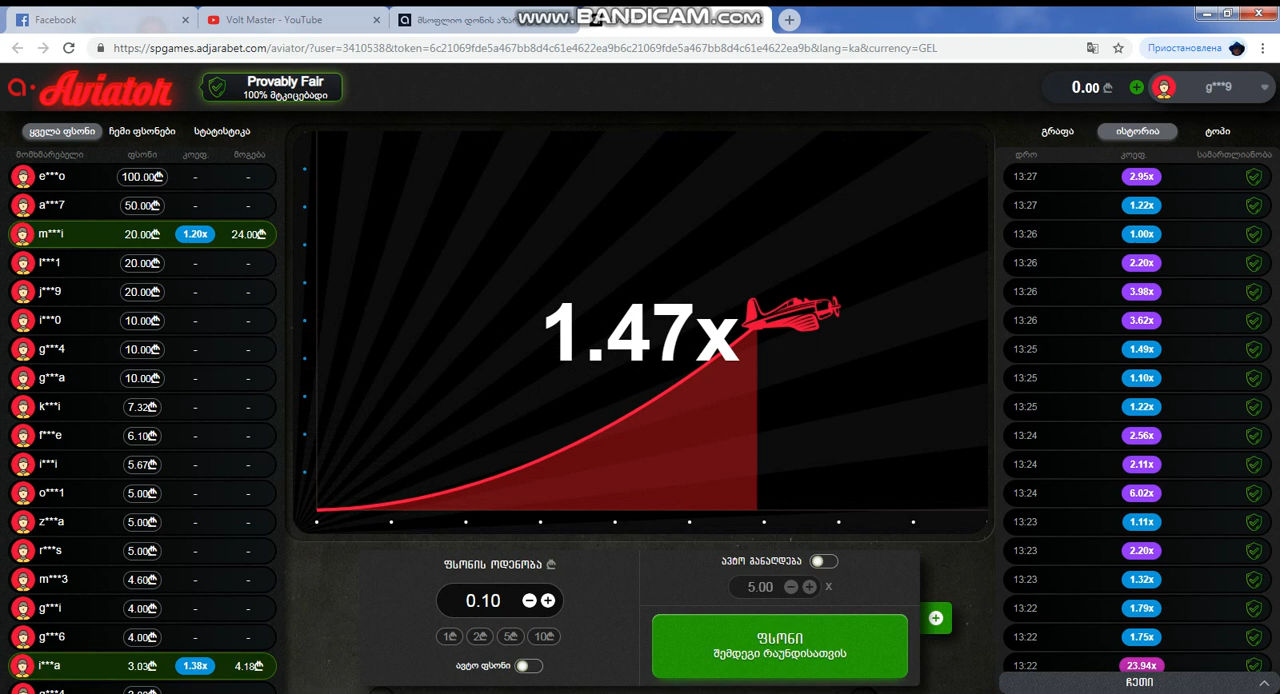 Facebook
Volt Master - YouTube
www.BANDICAM.com
https://spgames.adjarabet.com/aviator/?user=3410538&token=6c21069fde5a467bb8d4c61e4622ea9b6c21069fde5a467bb8d4c61e4622ea9b&lang=ka&currency=GEL
Приостановлена
a· Aviator
Provably Fair
100% მტკიცებადი
0.00 ₾
g***9
ყველა ფსონი ჩემი ფსონები სტატისტიკა
მომხმარებელი ფსონი კოეფ. მოგება
e***o 100.00₾ - -
a***7 50.00₾ - -
m***i 20.00₾ 1.20x 24.00₾
l***1 20.00₾ - -
j***9 20.00₾ - -
i***0 10.00₾ - -
g***4 10.00₾ - -
g***a 10.00₾ - -
k***i 7.32₾ - -
f***e 6.10₾ - -
i***i 5.67₾ - -
o***1 5.00₾ - -
z***a 5.00₾ - -
r***s 5.00₾ - -
m***3 4.60₾ - -
g***i 4.00₾ - -
g***6 4.00₾ - -
i***a 3.03₾ 1.38x 4.18₾
1.47x
ფსონის ოდენობა ₾
0.10
1₾ 2₾ 5₾ 10₾
ავტო ფსონი
ავტო განაღდება
5.00 x
ფსონი
შემდეგი რაუნდისათვის
გრაფა ისტორია ტოპი
დრო კოეფ. სამართლიანობა
13:27 2.95x
13:27 1.22x
13:26 1.00x
13:26 2.20x
13:26 3.98x
13:26 3.62x
13:25 1.49x
13:25 1.10x
13:25 1.22x
13:24 2.56x
13:24 2.11x
13:24 6.02x
13:23 1.11x
13:23 2.20x
13:23 1.32x
13:22 1.79x
13:22 1.75x
13:22 23.94x
ჩეთი